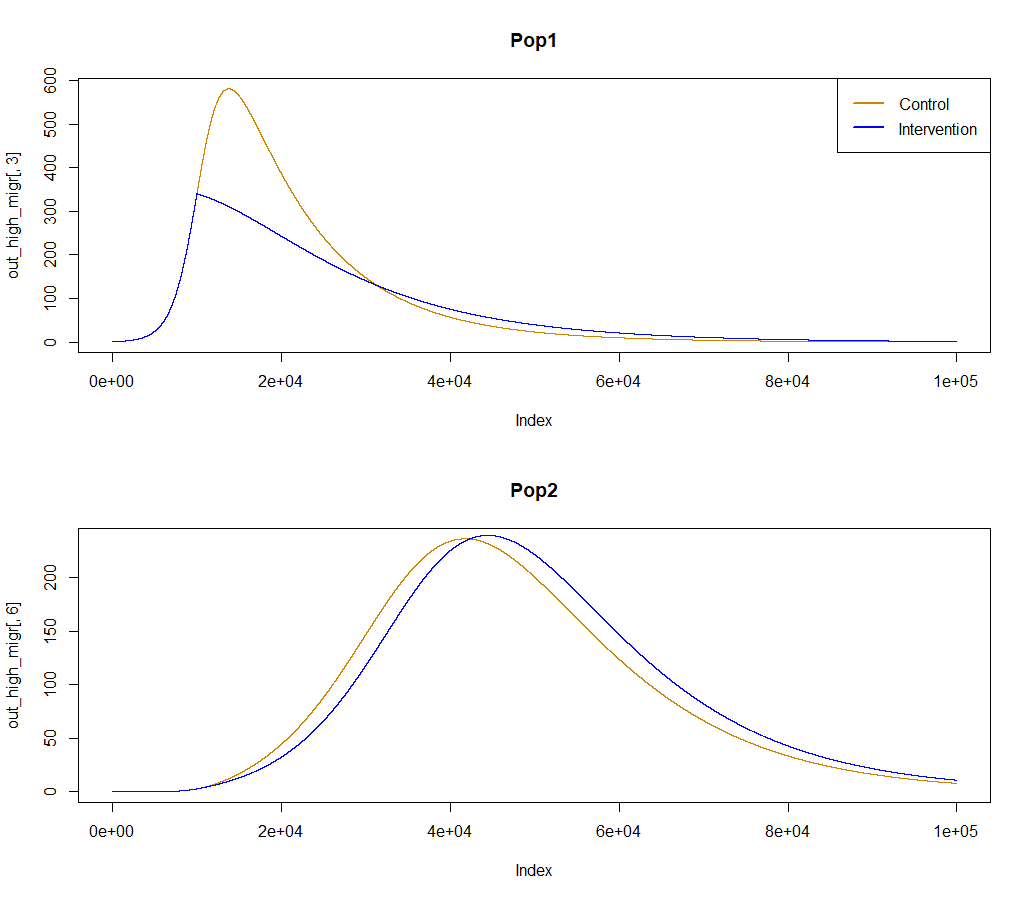 Pop1
out_high_migr[, 3]
600
500
400
300
200
100
0
Control
Intervention
0e+00 2e+04 4e+04 6e+04 8e+04 1e+05
Index
Pop2
out_high_migr[, 6]
200
150
100
50
0
0e+00 2e+04 4e+04 6e+04 8e+04 1e+05
Index